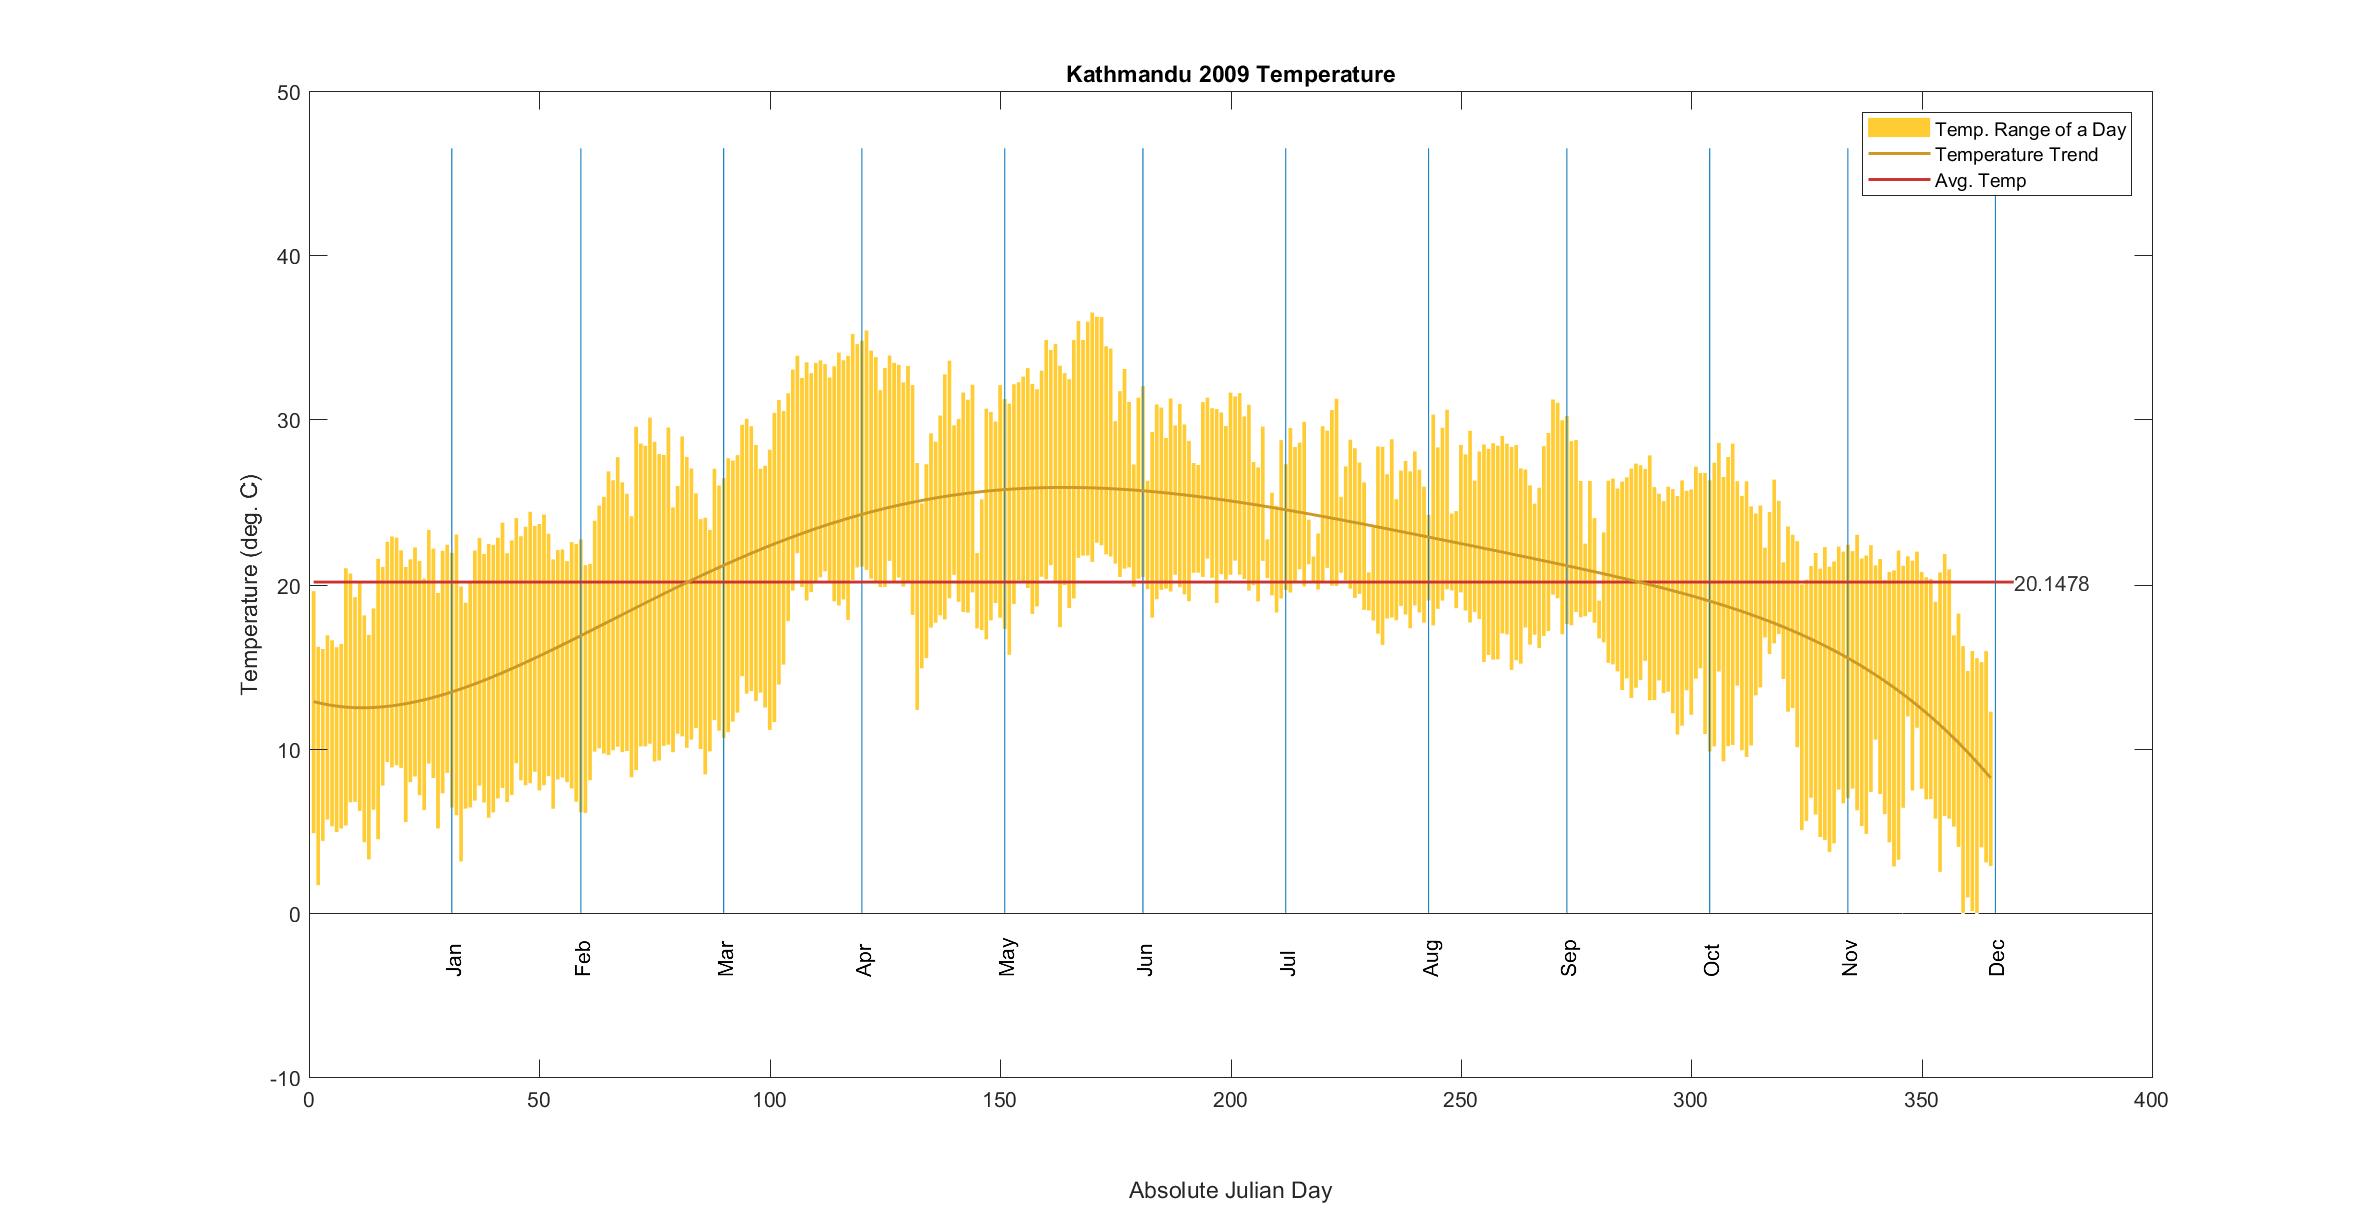 Kathmandu 2009 Temperature
50
40
30
20
10
0
-10
Temperature (deg. C)
Temp. Range of a Day
Temperature Trend
Avg. Temp
20.1478
Jan
Feb
Mar
Apr
May
Jun
Jul
Aug
Sep
Oct
Nov
Dec
0 50 100 150 200 250 300 350 400
Absolute Julian Day